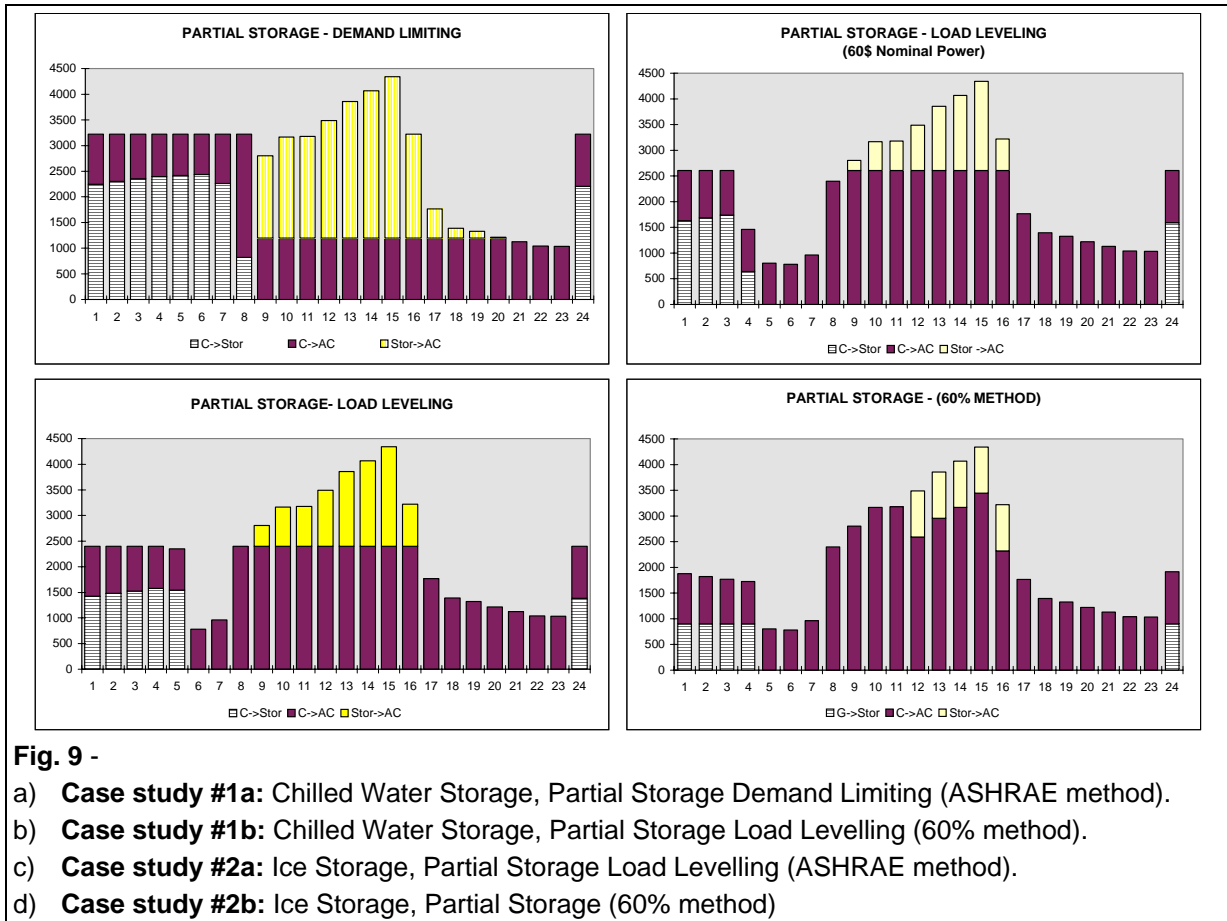 PARTIAL STORAGE - DEMAND LIMITING
4500
4000
3500
3000
2500
2000
1500
1000
500
0
1 2 3 4 5 6 7 8 9 10 11 12 13 14 15 16 17 18 19 20 21 22 23 24
C->Stor C->AC Stor->AC
PARTIAL STORAGE - LOAD LEVELING
(60$ Nominal Power)
4500
4000
3500
3000
2500
2000
1500
1000
500
0
1 2 3 4 5 6 7 8 9 10 11 12 13 14 15 16 17 18 19 20 21 22 23 24
C->Stor C->AC Stor ->AC
PARTIAL STORAGE- LOAD LEVELING
4500
4000
3500
3000
2500
2000
1500
1000
500
0
1 2 3 4 5 6 7 8 9 10 11 12 13 14 15 16 17 18 19 20 21 22 23 24
C->Stor C->AC Stor->AC
PARTIAL STORAGE - (60% METHOD)
4500
4000
3500
3000
2500
2000
1500
1000
500
0
1 2 3 4 5 6 7 8 9 10 11 12 13 14 15 16 17 18 19 20 21 22 23 24
G->Stor C->AC Stor->AC
Fig. 9 -
a) Case study #1a: Chilled Water Storage, Partial Storage Demand Limiting (ASHRAE method).
b) Case study #1b: Chilled Water Storage, Partial Storage Load Levelling (60% method).
c) Case study #2a: Ice Storage, Partial Storage Load Levelling (ASHRAE method).
d) Case study #2b: Ice Storage, Partial Storage (60% method)